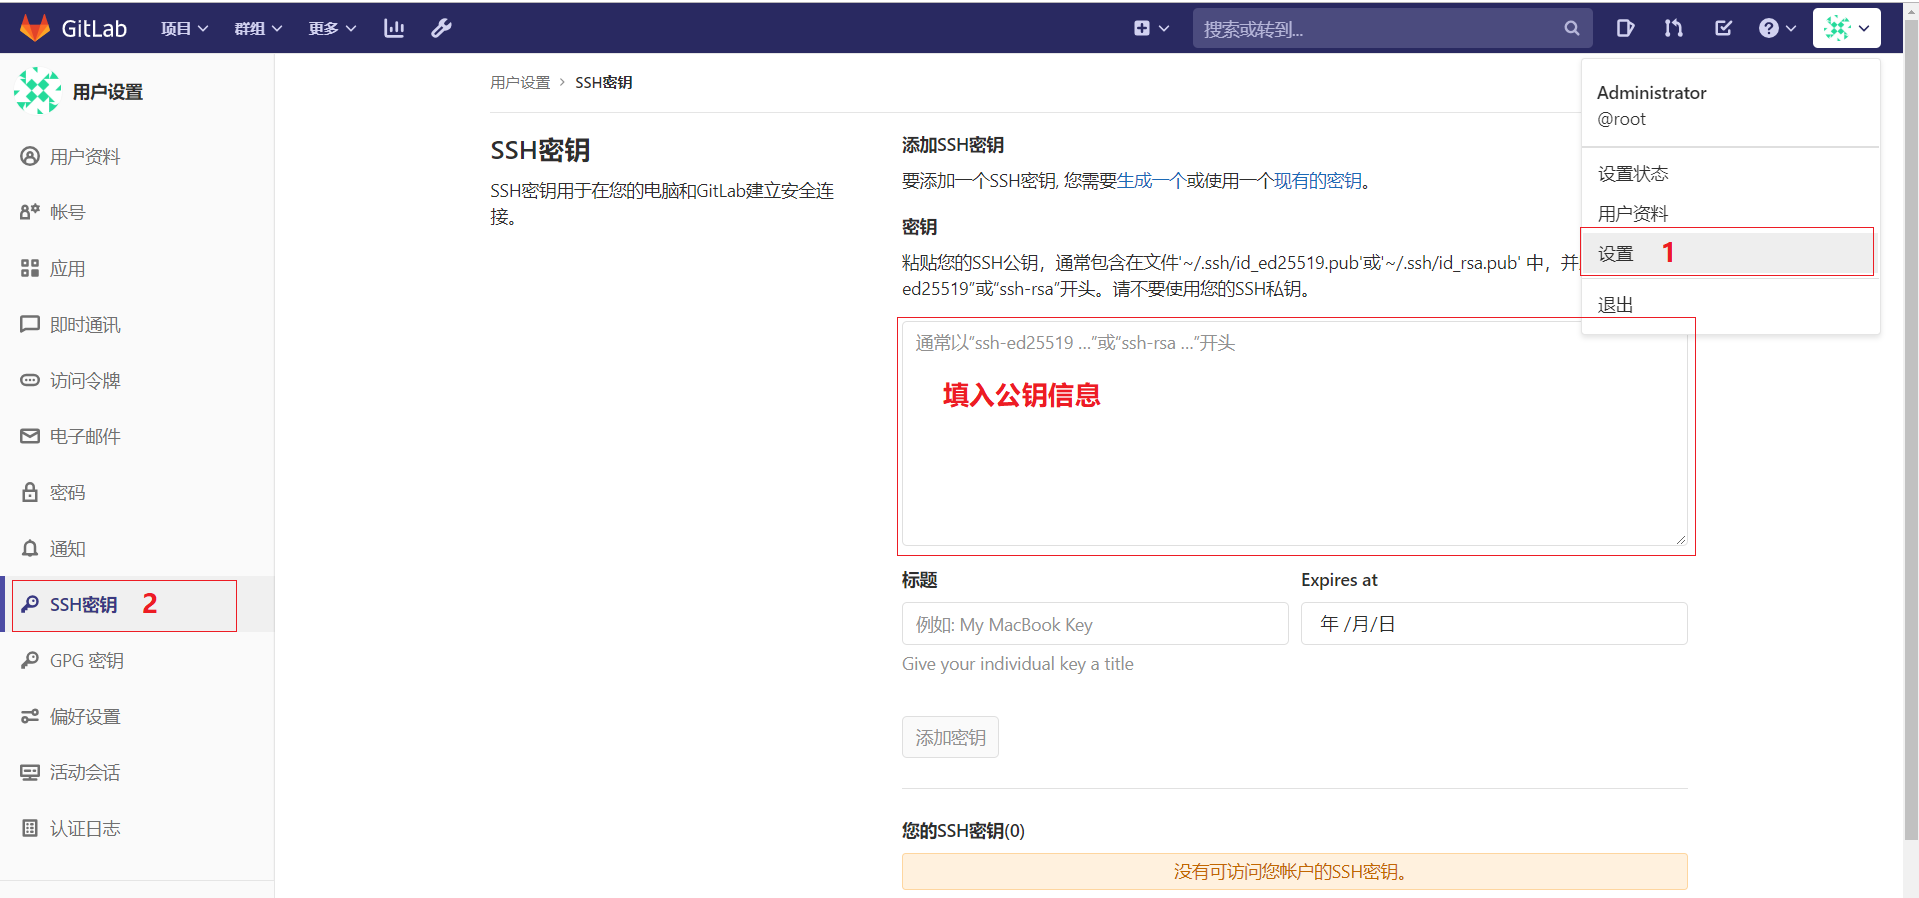 GitLab 项目 群组 更多 搜索或转到...
用户设置
用户资料
帐号
应用
即时通讯
访问令牌
电子邮件
密码
通知
SSH密钥 2
GPG 密钥
偏好设置
活动会话
认证日志
用户设置 > SSH密钥
SSH密钥
SSH密钥用于在您的电脑和GitLab建立安全连
接。
添加SSH密钥
要添加一个SSH密钥, 您需要生成一个或使用一个现有的密钥。
密钥
粘贴您的SSH公钥，通常包含在文件'~/.ssh/id_ed25519.pub'或'~/.ssh/id_rsa.pub' 中，并
ed25519”或“ssh-rsa”开头。请不要使用您的SSH私钥。
通常以“ssh-ed25519 ...”或“ssh-rsa ...”开头
填入公钥信息
标题
例如: My MacBook Key
Give your individual key a title
Expires at
年 /月/日
添加密钥
您的SSH密钥(0)
没有可访问您帐户的SSH密钥。
Administrator
@root
设置状态
用户资料
设置 1
退出